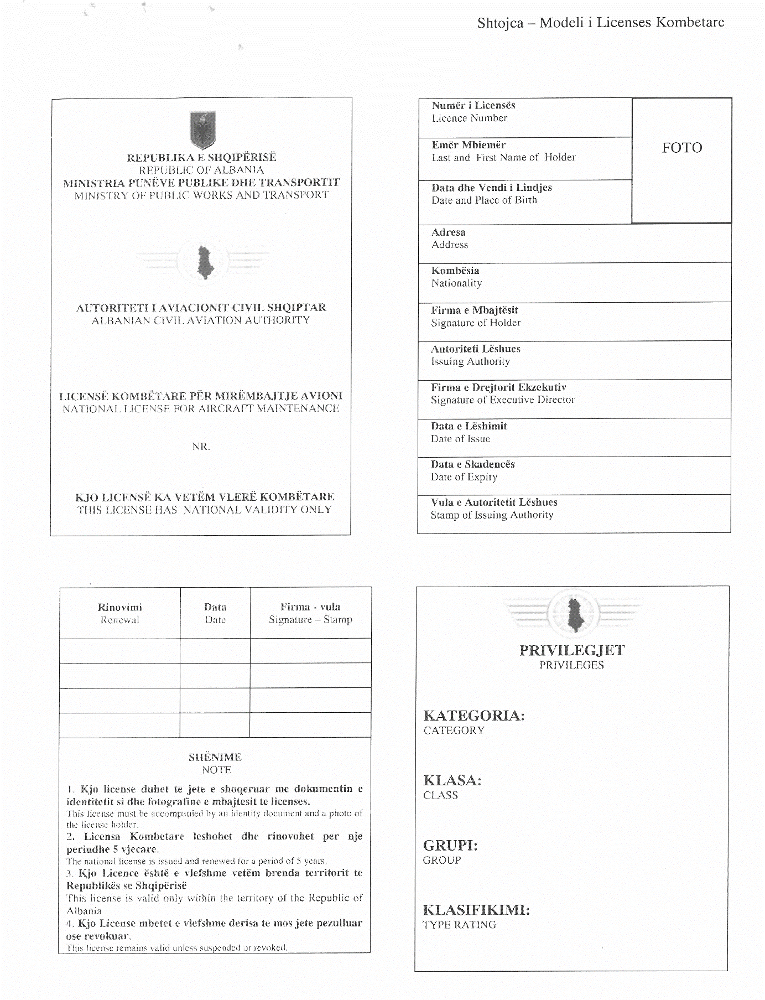 Shtojca – Modeli i Licenses Kombetare
REPUBLIKA E SHQIPËRISË
REPUBLIC OF ALBANIA
MINISTRIA PUNËVE PUBLIKE DHE TRANSPORTIT
MINISTRY OF PUBLIC WORKS AND TRANSPORT
AUTORITETI I AVIACIONIT CIVIL SHQIPTAR
ALBANIAN CIVIL AVIATION AUTHORITY
LICENSË KOMBËTARE PËR MIRËMBAJTJE AVIONI
NATIONAL LICENSE FOR AIRCRAFT MAINTENANCE
NR.
KJO LICENSË KA VETËM VLERË KOMBËTARE
THIS LICENSE HAS NATIONAL VALIDITY ONLY
Numër i Licensës
Licence Number
FOTO
Emër Mbiemër
Last and First Name of Holder
Data dhe Vendi i Lindjes
Date and Place of Birth
Adresa
Address
Kombësia
Nationality
Firma e Mbajtësit
Signature of Holder
Autoriteti Lëshues
Issuing Authority
Firma e Drejtorit Ekzekutiv
Signature of Executive Director
Data e Lëshimit
Date of Issue
Data e Skadencës
Date of Expiry
Vula e Autoritetit Lëshues
Stamp of Issuing Authority
Rinovimi Data Firma - vula
Renewal Date Signature – Stamp
SHËNIME
NOTE
1. Kjo license duhet te jete e shoqeruar me dokumentin e
identitetit si dhe fotografine e mbajtesit te licenses.
This license must be accompanied by an identity document and a photo of
the license holder.
2. Licensa Kombetare leshohet dhe rinovohet per nje
periudhe 5 vjecare.
The national license is issued and renewed for a period of 5 years.
3. Kjo Licence është e vlefshme vetëm brenda territorit te
Republikës se Shqipërisë
This license is valid only within the territory of the Republic of
Albania
4. Kjo License mbetet e vlefshme derisa te mos jete pezulluar
ose revokuar.
This license remains valid unless suspended or revoked.
PRIVILEGJET
PRIVILEGES
KATEGORIA:
CATEGORY
KLASA:
CLASS
GRUPI:
GROUP
KLASIFIKIMI:
TYPE RATING